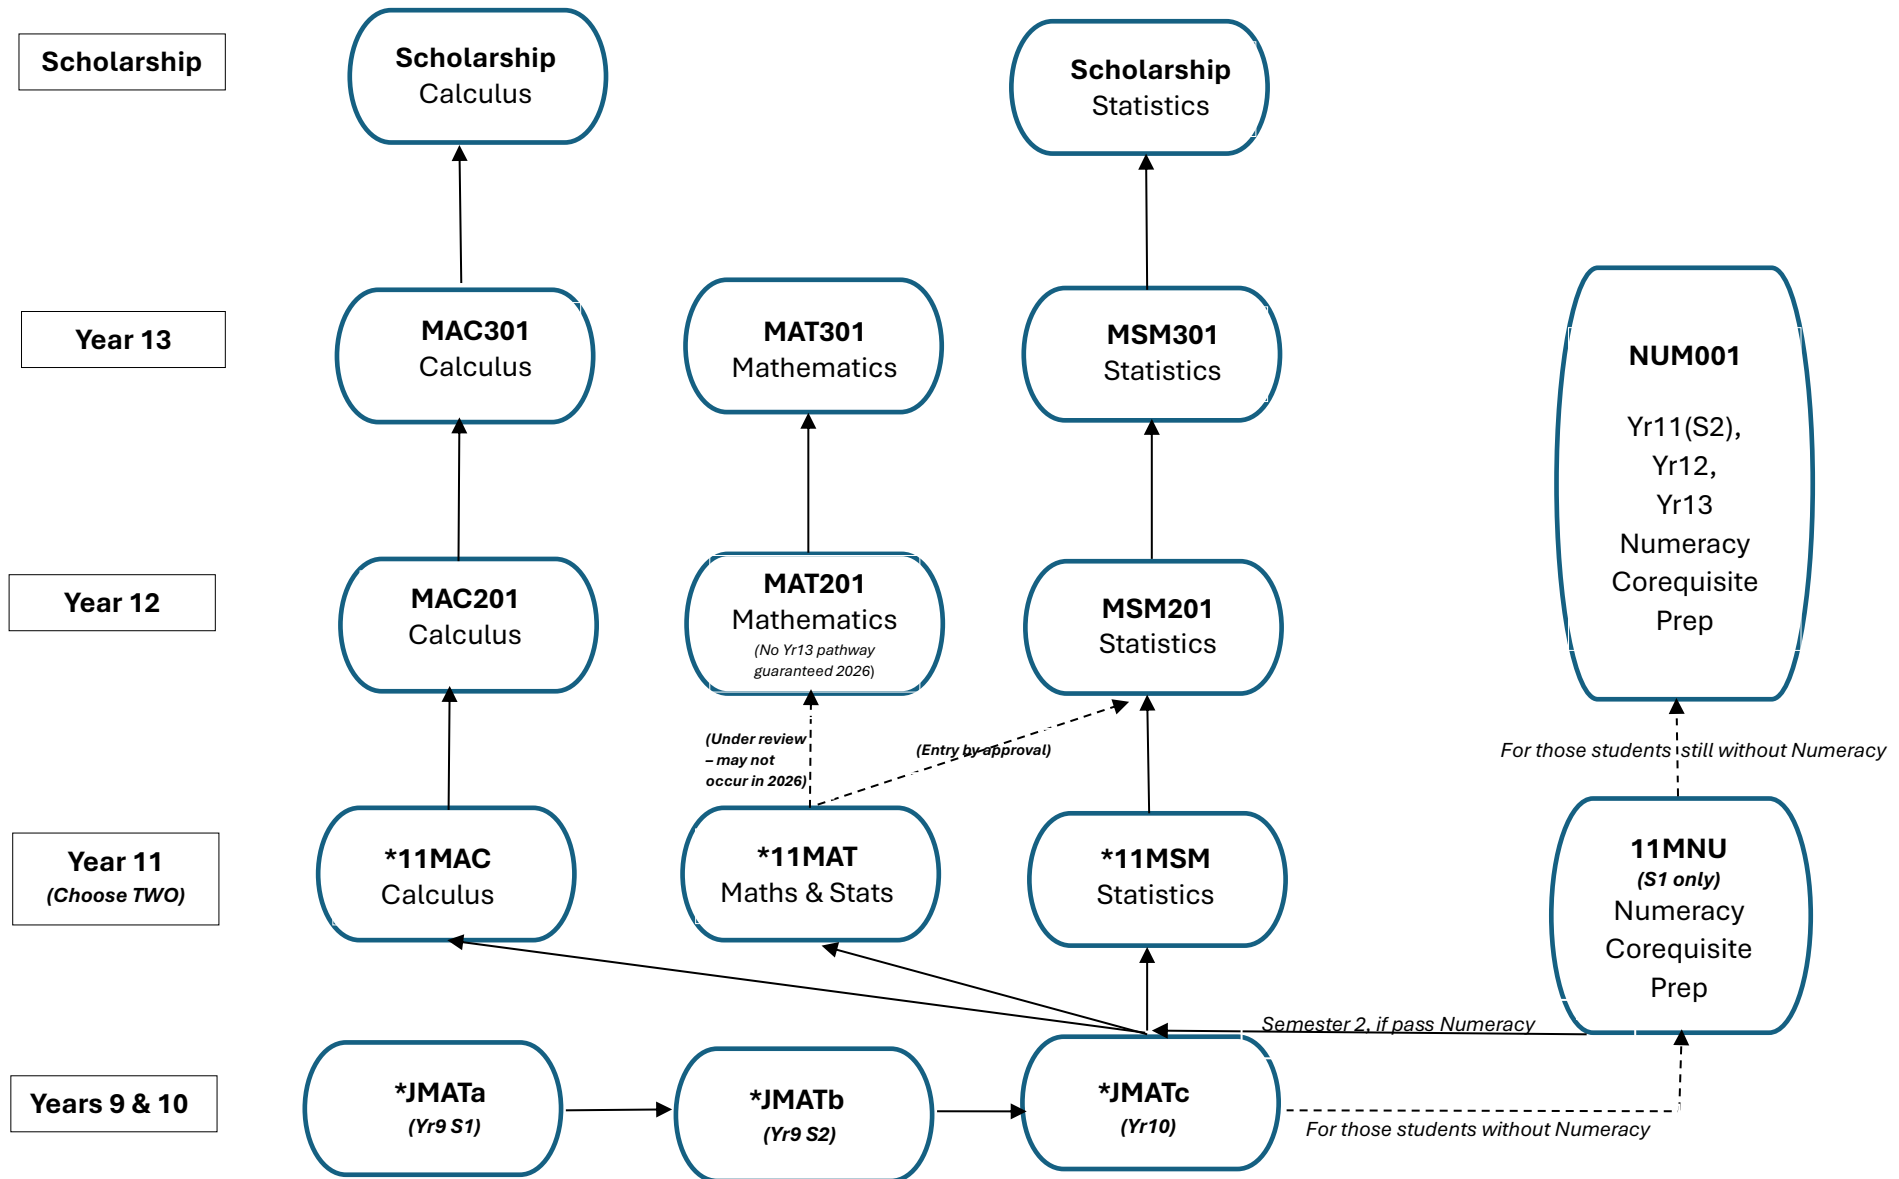 Scholarship
Scholarship
Calculus
Scholarship
Statistics
Year 13
MAC301
Calculus
MAT301
Mathematics
MSM301
Statistics
NUM001
Yr11(S2),
Yr12,
Yr13
Numeracy
Corequisite
Prep
Year 12
MAC201
Calculus
MAT201
Mathematics
(No Yr13 pathway
guaranteed 2026)
MSM201
Statistics
(Under review
– may not
occur in 2026)
(Entry by approval)
For those students still without Numeracy
Year 11
(Choose TWO)
*11MAC
Calculus
*11MAT
Maths & Stats
*11MSM
Statistics
11MNU
(S1 only)
Numeracy
Corequisite
Prep
Semester 2, if pass Numeracy
Years 9 & 10
*JMATa
(Yr9 S1)
*JMATb
(Yr9 S2)
*JMATc
(Yr10)
For those students without Numeracy